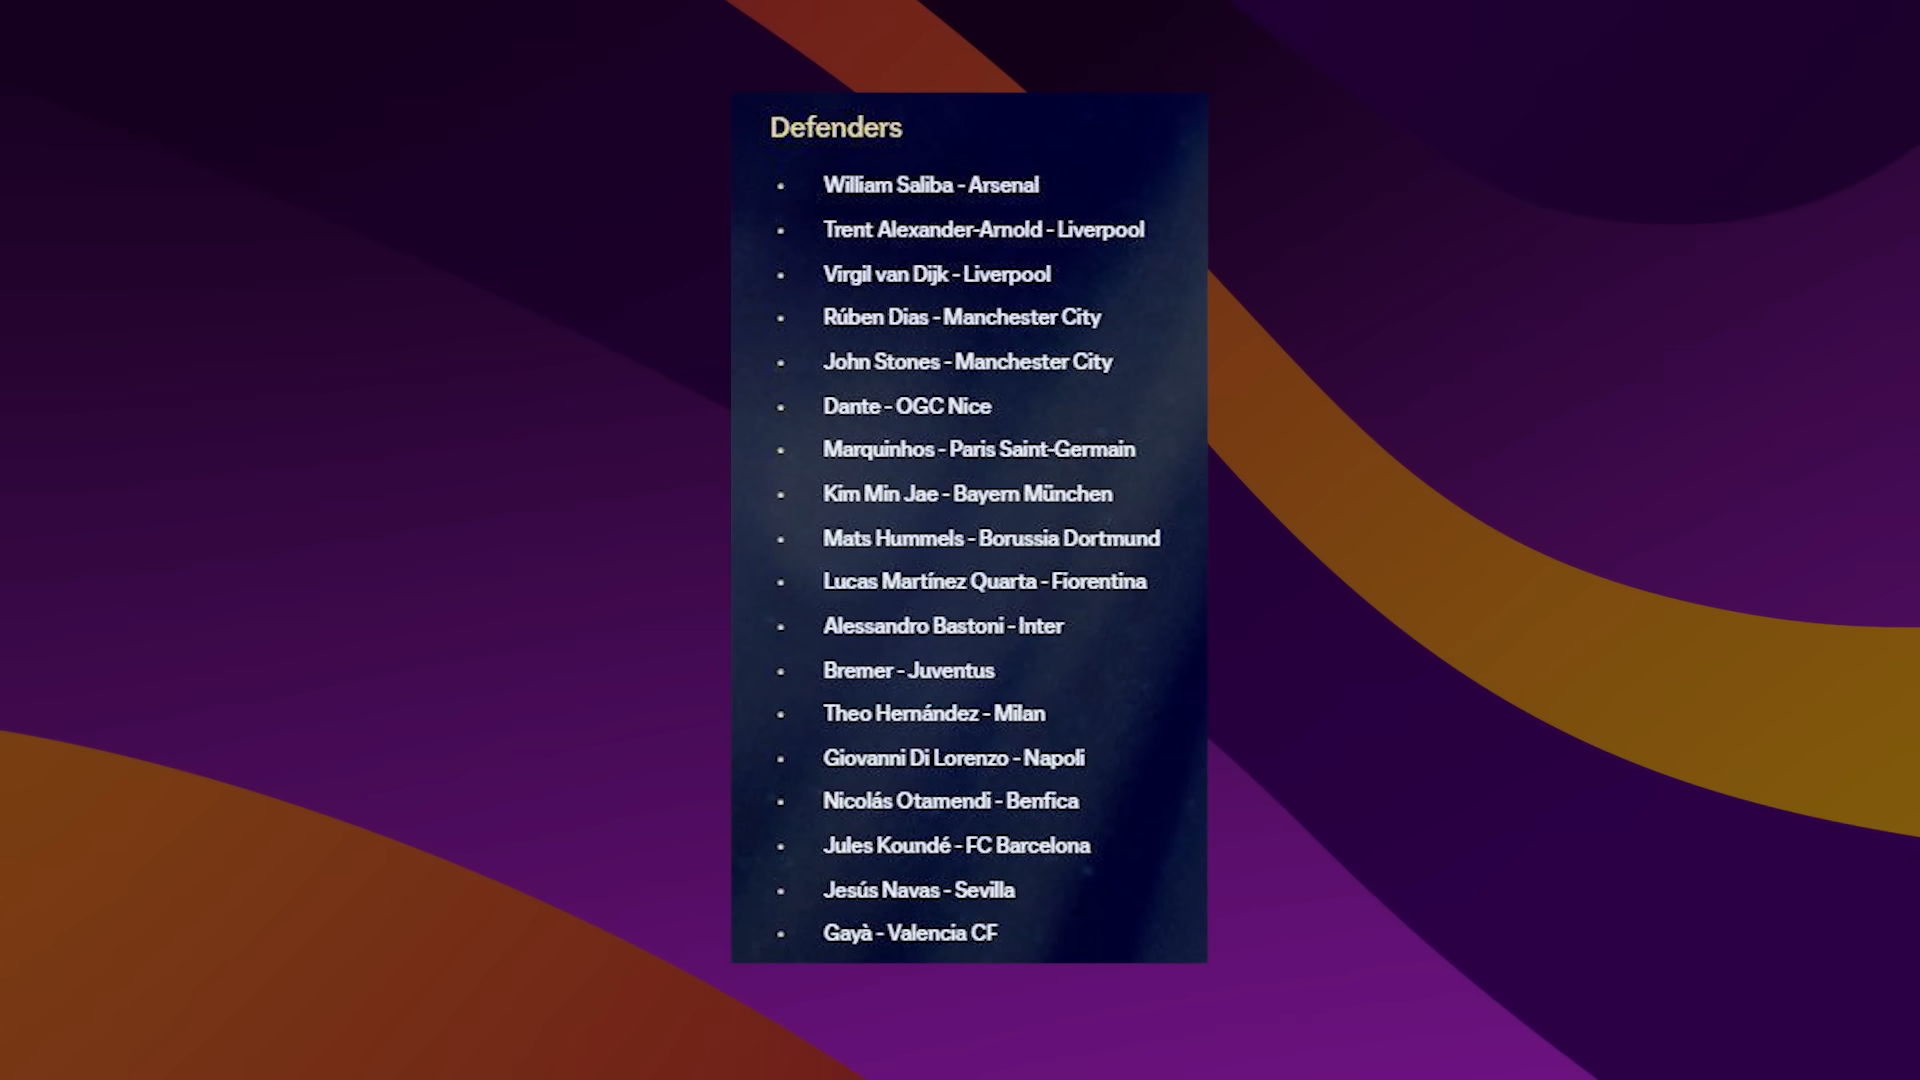 Defenders
• William Saliba - Arsenal
• Trent Alexander-Arnold - Liverpool
• Virgil van Dijk - Liverpool
• Rúben Dias - Manchester City
• John Stones - Manchester City
• Dante - OGC Nice
• Marquinhos - Paris Saint-Germain
• Kim Min Jae - Bayern München
• Mats Hummels - Borussia Dortmund
• Lucas Martínez Quarta - Fiorentina
• Alessandro Bastoni - Inter
• Bremer - Juventus
• Theo Hernández - Milan
• Giovanni Di Lorenzo - Napoli
• Nicolás Otamendi - Benfica
• Jules Koundé - FC Barcelona
• Jesús Navas - Sevilla
• Gayà - Valencia CF